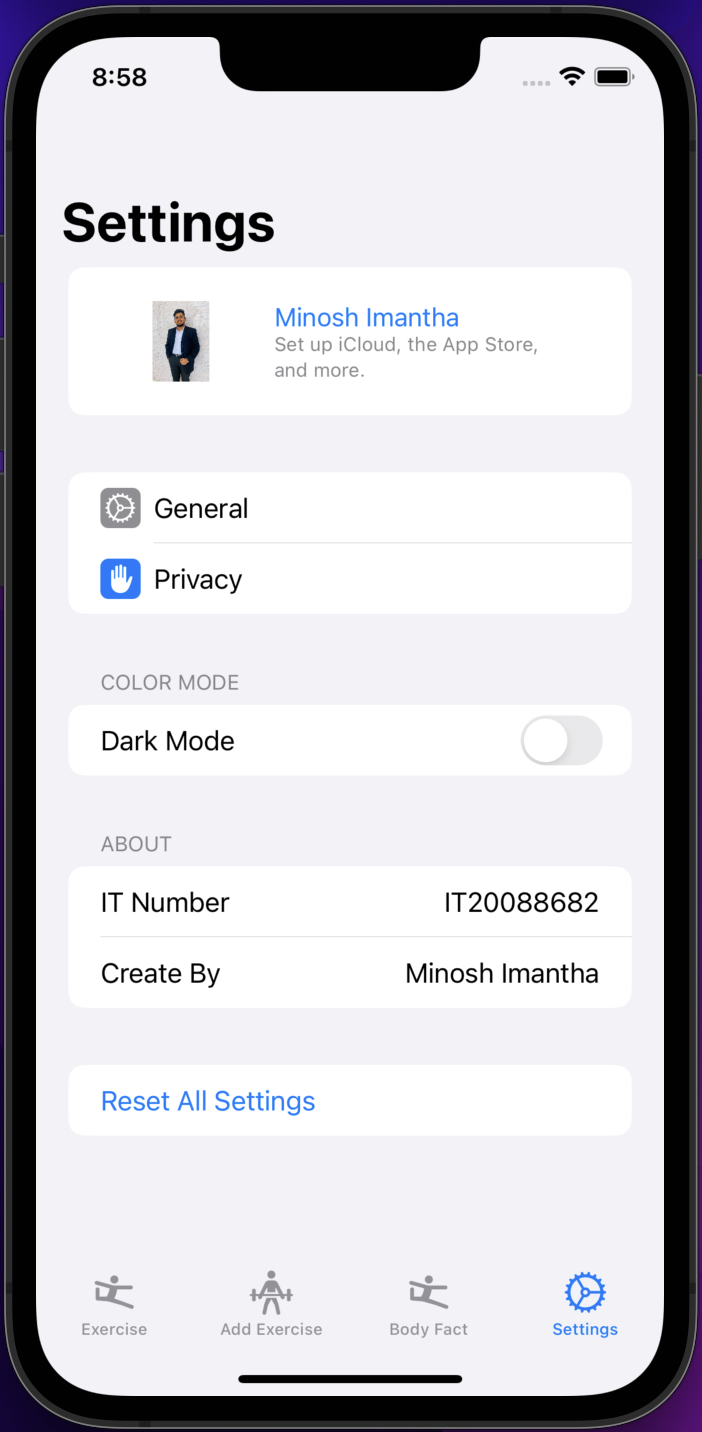 8:58
Settings
Minosh Imantha
Set up iCloud, the App Store,
and more.
General
Privacy
COLOR MODE
Dark Mode
ABOUT
IT Number IT20088682
Create By Minosh Imantha
Reset All Settings
Exercise Add Exercise Body Fact Settings